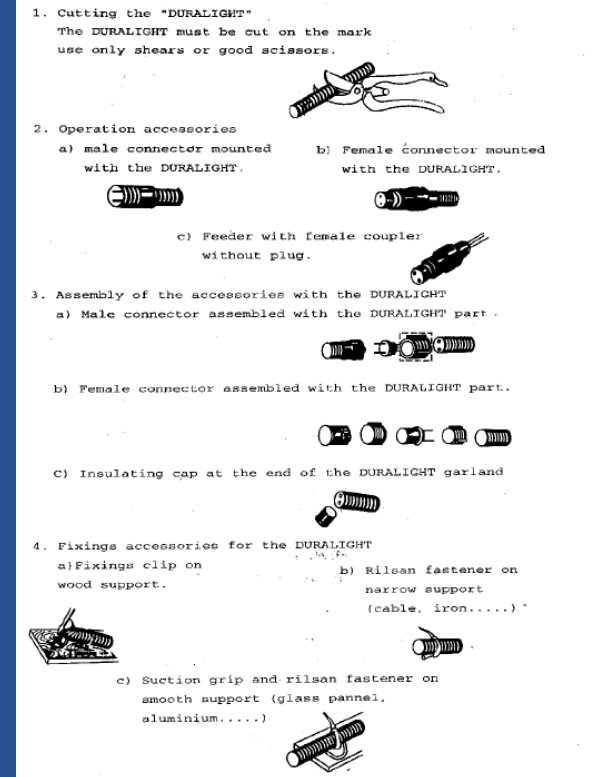 1. Cutting the "DURALIGHT"
The DURALIGHT must be cut on the mark
use only shears or good scissors.
2. Operation accessories
a) male connector mounted
with the DURALIGHT.
b) Female connector mounted
with the DURALIGHT.
c) Feeder with female coupler
without plug.
3. Assembly of the accessories with the DURALIGHT
a) Male connector assembled with the DURALIGHT part.
b) Female connector assembled with the DURALIGHT part.
C) Insulating cap at the end of the DURALIGHT garland
4. Fixings accessories for the DURALIGHT
a)Fixings clip on
wood support.
b) Rilsan fastener on
narrow support
(cable, iron.....)
c) Suction grip and rilsan fastener on
smooth support (glass pannel,
aluminium.....)